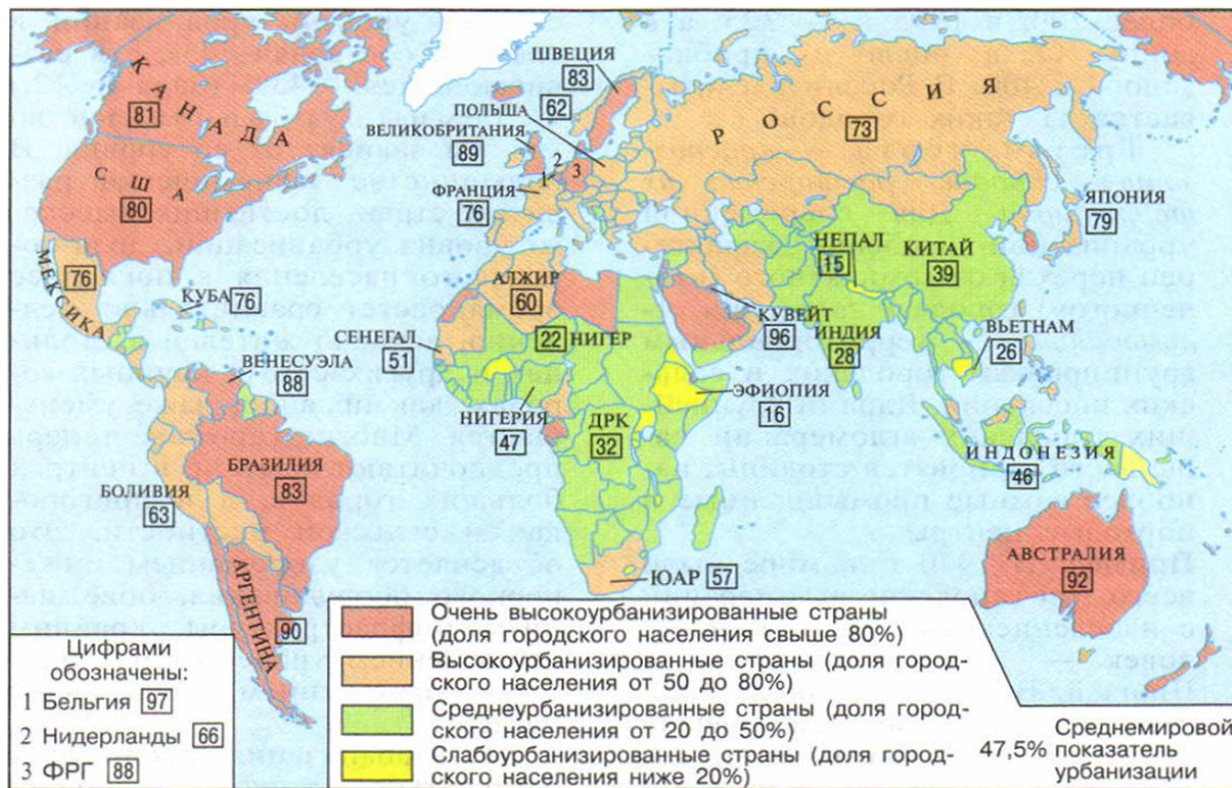 КАНАДА
81
США
80
МЕКСИКА
76
КУБА 76
ВЕНЕСУЭЛА
88
БРАЗИЛИЯ
83
БОЛИВИЯ
63
АРГЕНТИНА
90
ШВЕЦИЯ
83
ПОЛЬША
62
ВЕЛИКОБРИТАНИЯ
89
ФРАНЦИЯ
76
1
2
3
РОССИЯ
73
ЯПОНИЯ
79
АЛЖИР
60
СЕНЕГАЛ
51
22 НИГЕР
НИГЕРИЯ
47
ДРК
32
ЭФИОПИЯ
16
ЮАР 57
КУВЕЙТ
96
НЕПАЛ
15
КИТАЙ
39
ИНДИЯ
28
ВЬЕТНАМ
26
ИНДОНЕЗИЯ
46
АВСТРАЛИЯ
92
Цифрами
обозначены:
1 Бельгия 97
2 Нидерланды 66
3 ФРГ 88
Очень высокоурбанизированные страны
(доля городского населения свыше 80%)
Высокоурбанизированные страны (доля город-
ского населения от 50 до 80%)
Среднеурбанизированные страны (доля город-
ского населения от 20 до 50%)
Слабоурбанизированные страны (доля город-
ского населения ниже 20%)
Среднемировой
47,5% показатель
урбанизации